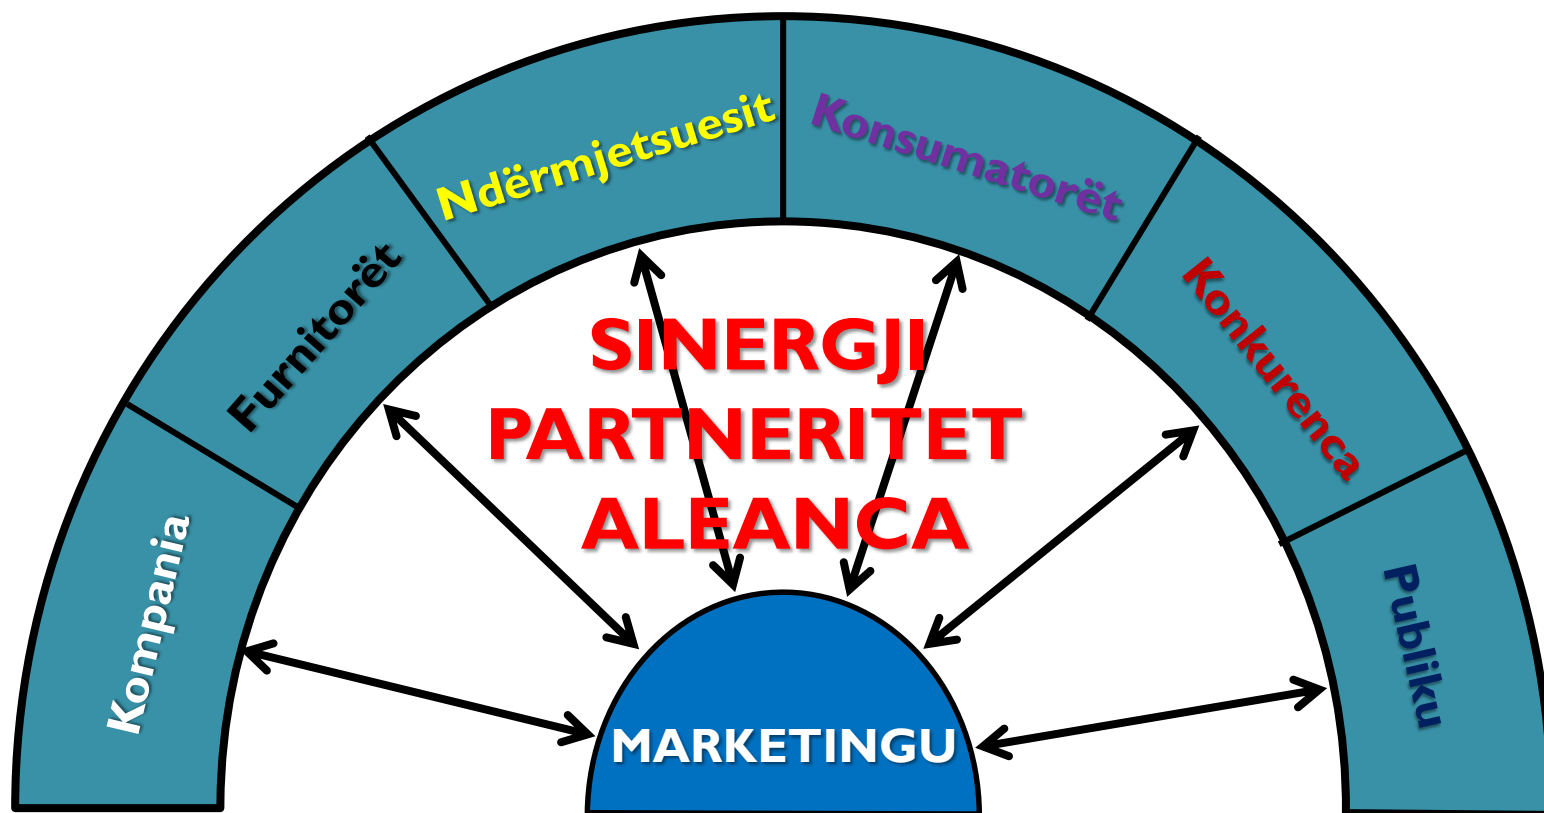 Kompania
Furnitorët
Ndërmjetsuesit
Konsumatorët
Konkurenca
Publiku
SINERGJI
PARTNERITET
ALEANCA
MARKETINGU